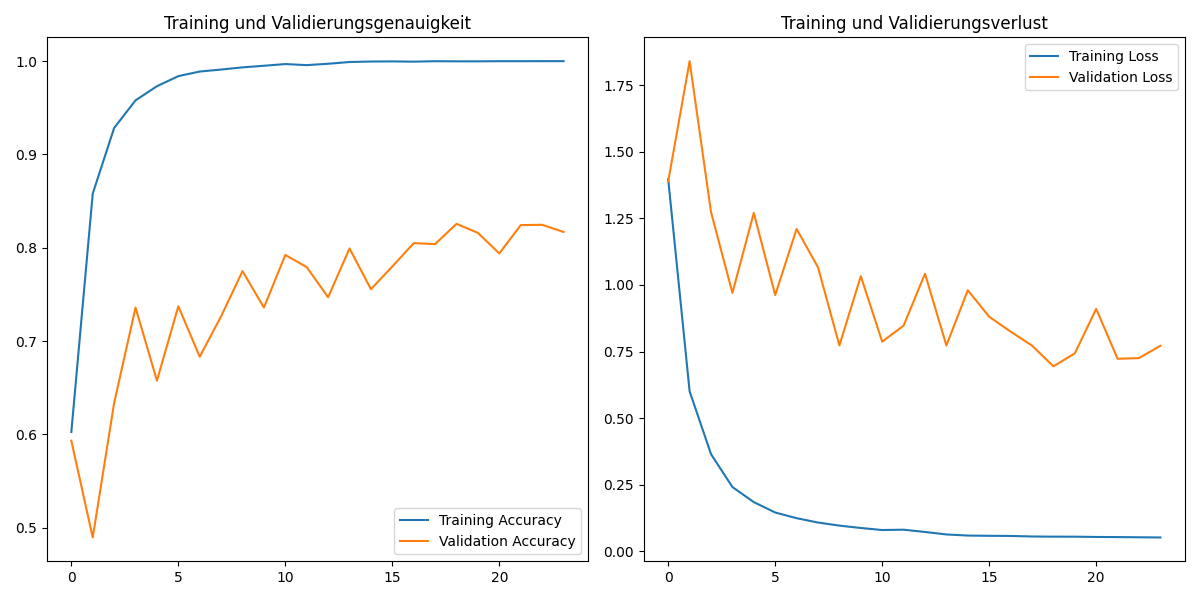 Training und Validierungsgenauigkeit
1.0
0.9
0.8
0.7
0.6
0.5
0 5 10 15 20
Training Accuracy
Validation Accuracy
Training und Validierungsverlust
1.75
1.50
1.25
1.00
0.75
0.50
0.25
0.00
0 5 10 15 20
Training Loss
Validation Loss